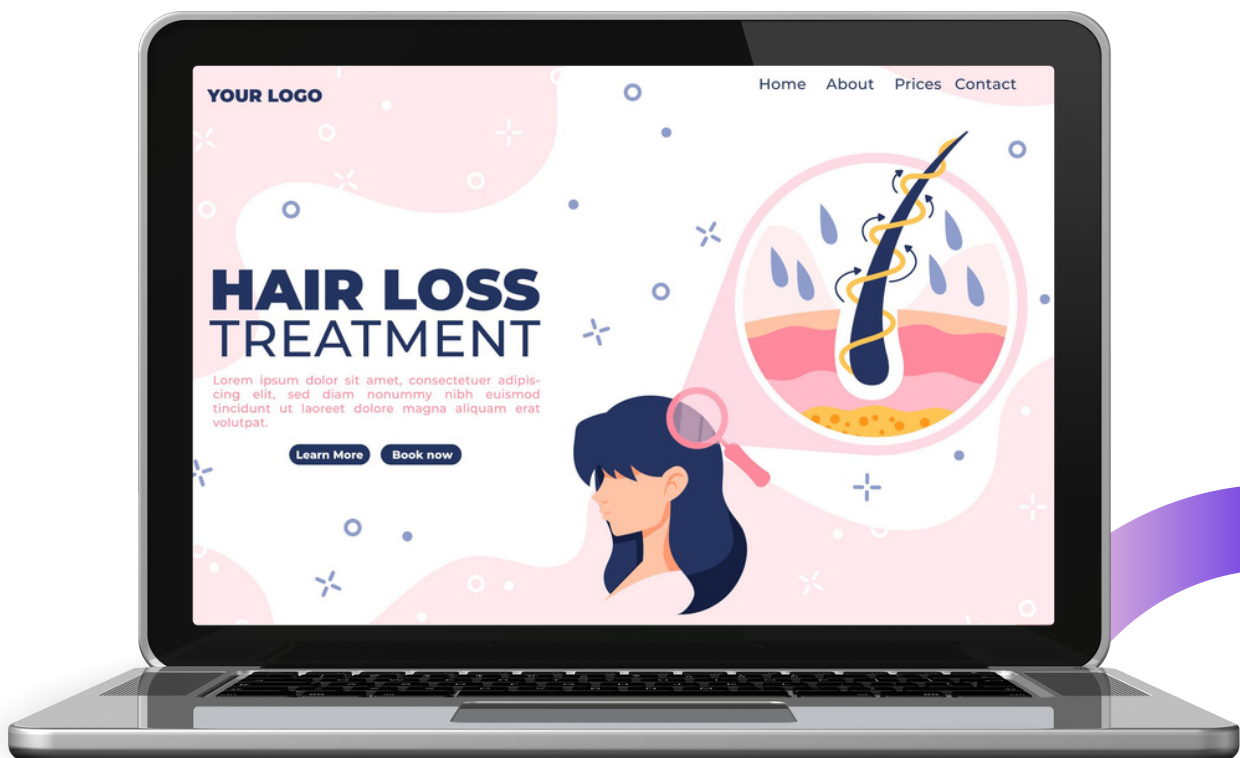 YOUR LOGO
Home About Prices Contact
HAIR LOSS
TREATMENT
Lorem ipsum dolor sit amet, consectetuer adipis-
cing elit, sed diam nonummy nibh euismod
tincidunt ut laoreet dolore magna aliquam erat
volutpat.
Learn More Book now